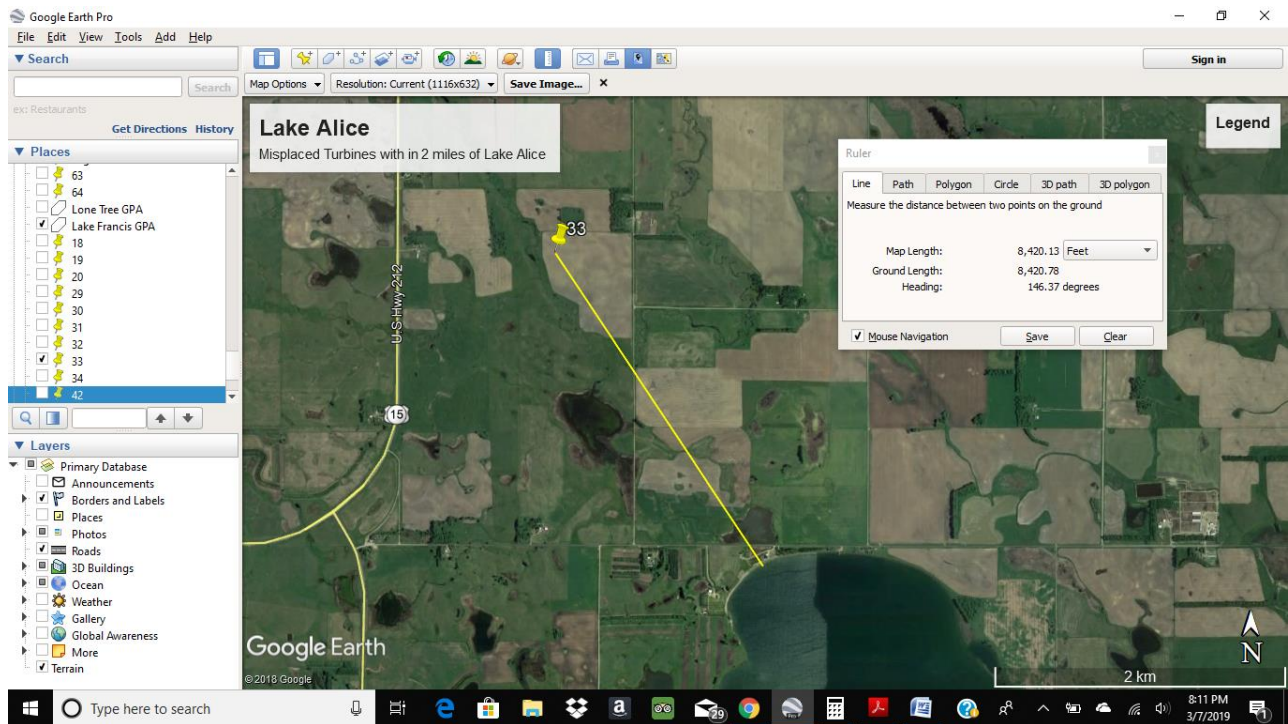 Google Earth Pro
File Edit View Tools Add Help
Search
Search
ex: Restaurants
Get Directions History
Places
63
64
Lone Tree GPA
Lake Francis GPA
18
19
20
29
30
31
32
33
34
42
Layers
Primary Database
Announcements
Borders and Labels
Places
Photos
Roads
3D Buildings
Ocean
Weather
Gallery
Global Awareness
More
Terrain
Sign in
Map Options Resolution: Current (1116x632) Save Image...
Lake Alice
Misplaced Turbines with in 2 miles of Lake Alice
Legend
33
U.S Hwy 212
15
Ruler
Line Path Polygon Circle 3D path 3D polygon
Measure the distance between two points on the ground
Map Length: 8,420.13 Feet
Ground Length: 8,420.78
Heading: 146.37 degrees
Mouse Navigation Save Clear
Google Earth
© 2018 Google
N
2 km
Type here to search
a
29
8:11 PM
3/7/2019
1